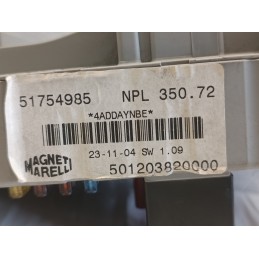 51754985 NPL 350.72
*4ADDAYNBE*
MAGNETI
MARELLI
23-11-04 SW 1.09
501203820000